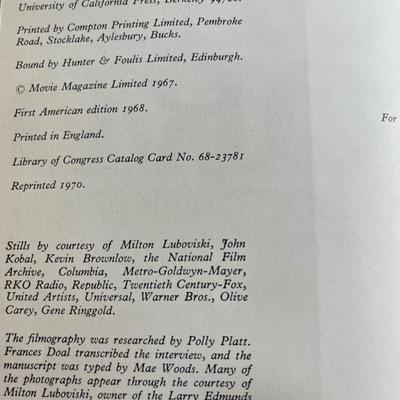 University of California Press, Berkeley
Printed by Compton Printing Limited, Pembroke
Road, Stocklake, Aylesbury, Bucks.
Bound by Hunter & Foulis Limited, Edinburgh.
© Movie Magazine Limited 1967.
First American edition 1968.
For
Printed in England.
Library of Congress Catalog Card No. 68-23781
Reprinted 1970.
Stills by courtesy of Milton Luboviski, John
Kobal, Kevin Brownlow, the National Film
Archive, Columbia, Metro-Goldwyn-Mayer,
RKO Radio, Republic, Twentieth Century-Fox,
United Artists, Universal, Warner Bros., Olive
Carey, Gene Ringgold.
The filmography was researched by Polly Platt.
Frances Doal transcribed the interview, and the
manuscript was typed by Mae Woods. Many of
the photographs appear through the courtesy of
Milton Luboviski, owner of the Larry Edmunds